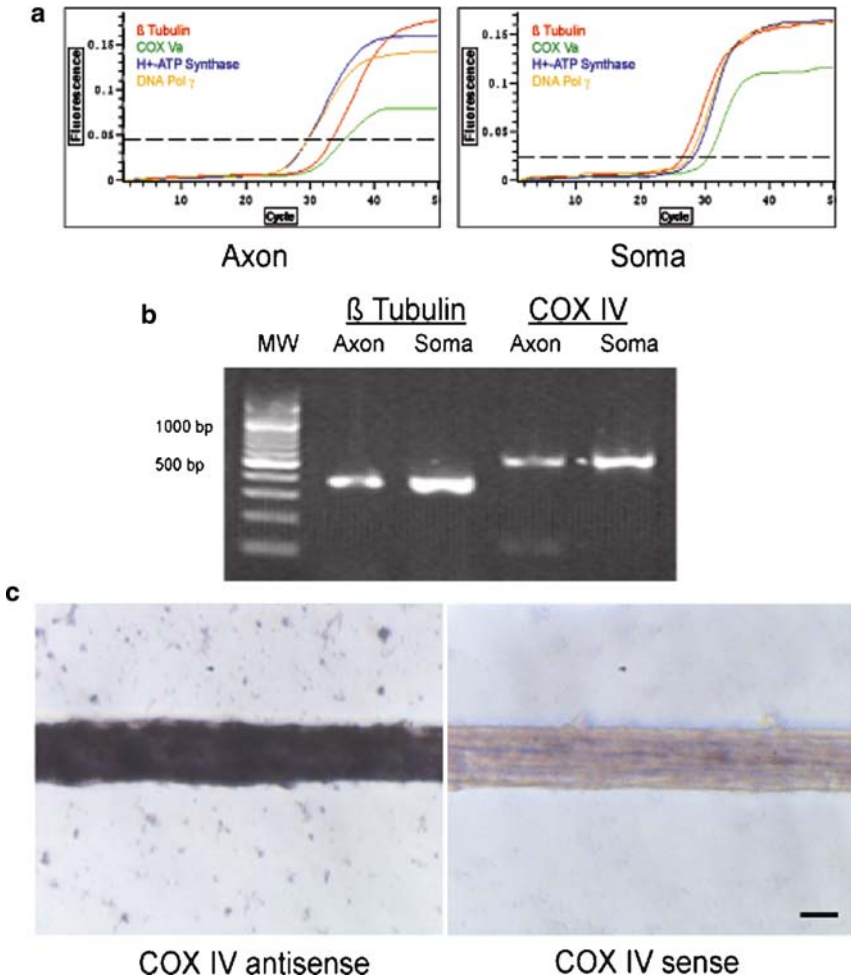 a
ß Tubulin
COX Va
H+-ATP Synthase
DNA Pol γ
Fluorescence
0.15
0.1
0.05
0
10 20 30 40 50
Cycle
Axon
ß Tubulin
COX Va
H+-ATP Synthase
DNA Pol γ
Fluorescence
0.15
0.1
0.05
0
10 20 30 40 50
Cycle
Soma
b
ß Tubulin COX IV
MW Axon Soma Axon Soma
1000 bp
500 bp
c
COX IV antisense COX IV sense